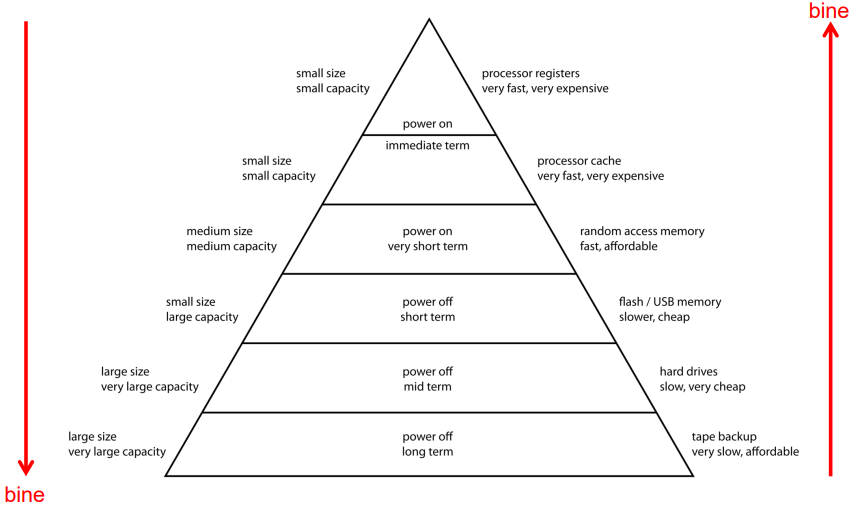 bine
small size
small capacity
processor registers
very fast, very expensive
power on
immediate term
small size
small capacity
processor cache
very fast, very expensive
medium size
medium capacity
power on
very short term
random access memory
fast, affordable
small size
large capacity
power off
short term
flash / USB memory
slower, cheap
large size
very large capacity
power off
mid term
hard drives
slow, very cheap
large size
very large capacity
power off
long term
tape backup
very slow, affordable
bine